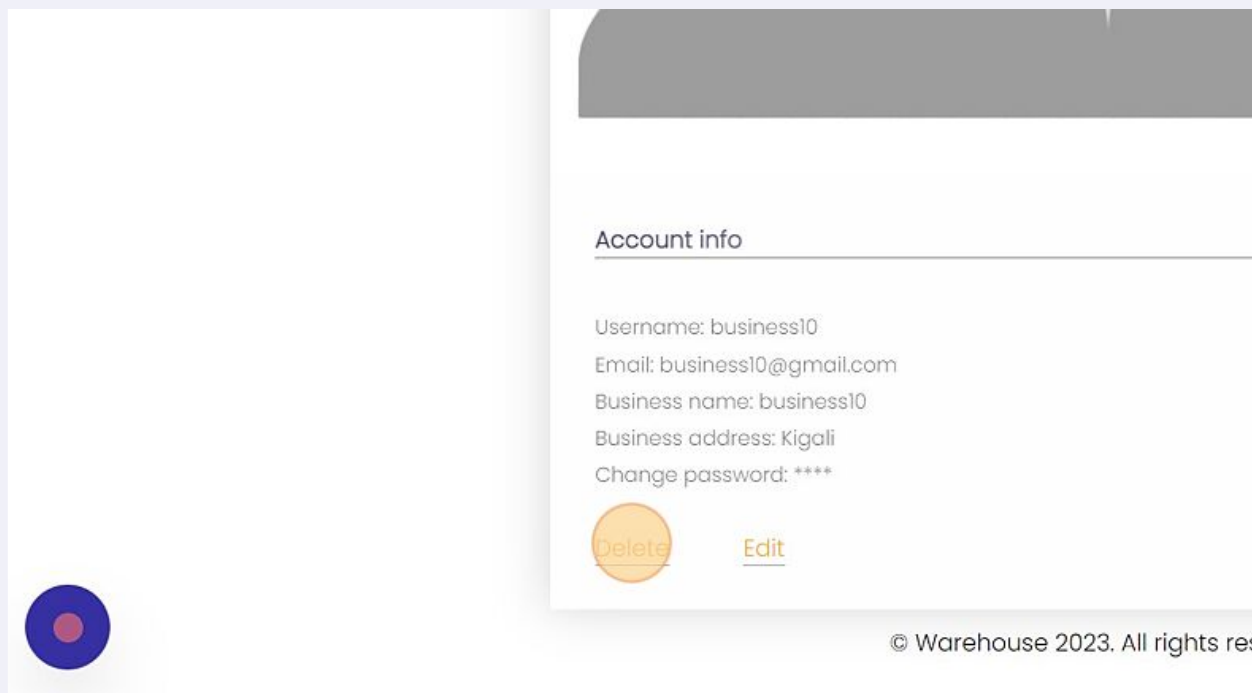 Account info
Username: business10
Email: business10@gmail.com
Business name: business10
Business address: Kigali
Change password: ****
Delete Edit
© Warehouse 2023. All rights res